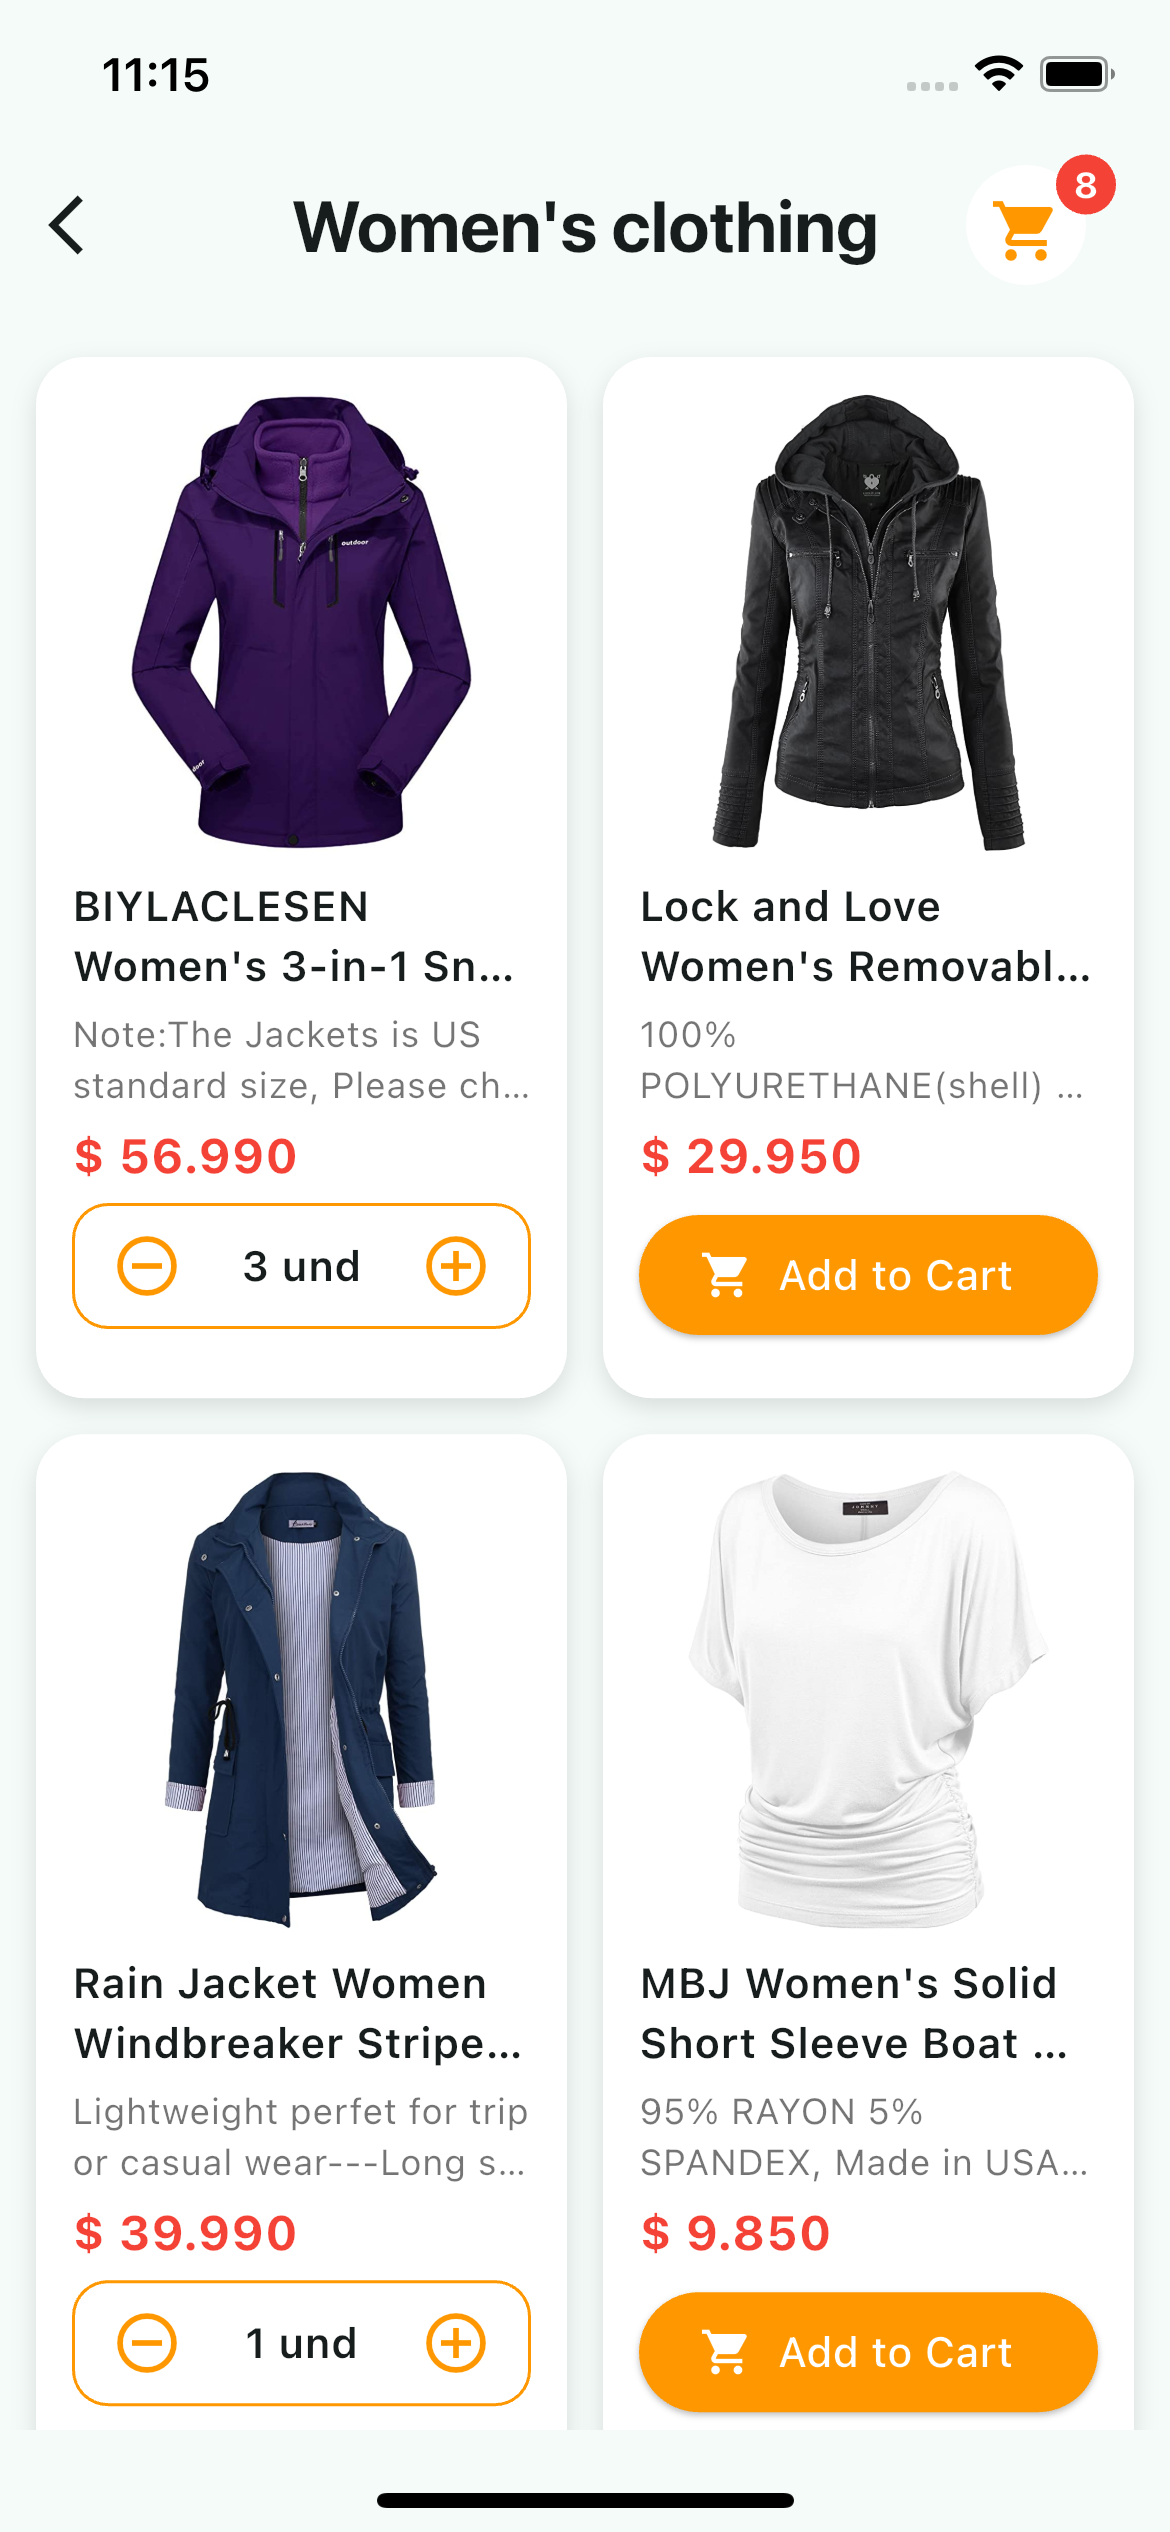 11:15
Women's clothing
8
outdoor
door
BIYLACLESEN
Women's 3-in-1 Sn...
Note:The Jackets is US
standard size, Please ch...
$ 56.990
3 und
Lock and Love
Women's Removabl...
100%
POLYURETHANE(shell) ...
$ 29.950
Add to Cart
Rain Jacket Women
Windbreaker Stripe...
Lightweight perfet for trip
or casual wear---Long s...
$ 39.990
1 und
MBJ Women's Solid
Short Sleeve Boat ...
95% RAYON 5%
SPANDEX, Made in USA...
$ 9.850
Add to Cart